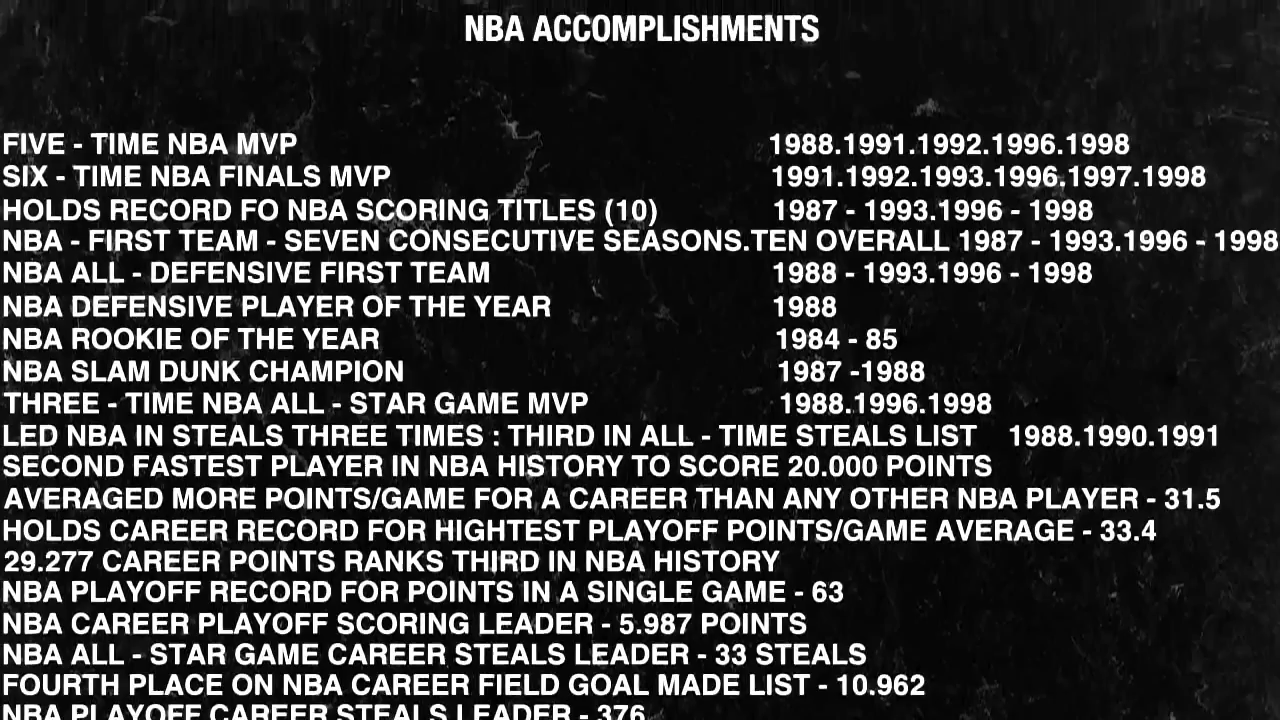 NBA ACCOMPLISHMENTS
FIVE - TIME NBA MVP 1988.1991.1992.1996.1998
SIX - TIME NBA FINALS MVP 1991.1992.1993.1996.1997.1998
HOLDS RECORD FO NBA SCORING TITLES (10) 1987 - 1993.1996 - 1998
NBA - FIRST TEAM - SEVEN CONSECUTIVE SEASONS.TEN OVERALL 1987 - 1993.1996 - 1998
NBA ALL - DEFENSIVE FIRST TEAM 1988 - 1993.1996 - 1998
NBA DEFENSIVE PLAYER OF THE YEAR 1988
NBA ROOKIE OF THE YEAR 1984 - 85
NBA SLAM DUNK CHAMPION 1987 -1988
THREE - TIME NBA ALL - STAR GAME MVP 1988.1996.1998
LED NBA IN STEALS THREE TIMES : THIRD IN ALL - TIME STEALS LIST 1988.1990.1991
SECOND FASTEST PLAYER IN NBA HISTORY TO SCORE 20.000 POINTS
AVERAGED MORE POINTS/GAME FOR A CAREER THAN ANY OTHER NBA PLAYER - 31.5
HOLDS CAREER RECORD FOR HIGHTEST PLAYOFF POINTS/GAME AVERAGE - 33.4
29.277 CAREER POINTS RANKS THIRD IN NBA HISTORY
NBA PLAYOFF RECORD FOR POINTS IN A SINGLE GAME - 63
NBA CAREER PLAYOFF SCORING LEADER - 5.987 POINTS
NBA ALL - STAR GAME CAREER STEALS LEADER - 33 STEALS
FOURTH PLACE ON NBA CAREER FIELD GOAL MADE LIST - 10.962
NBA PLAYOFF CAREER STEALS LEADER - 376